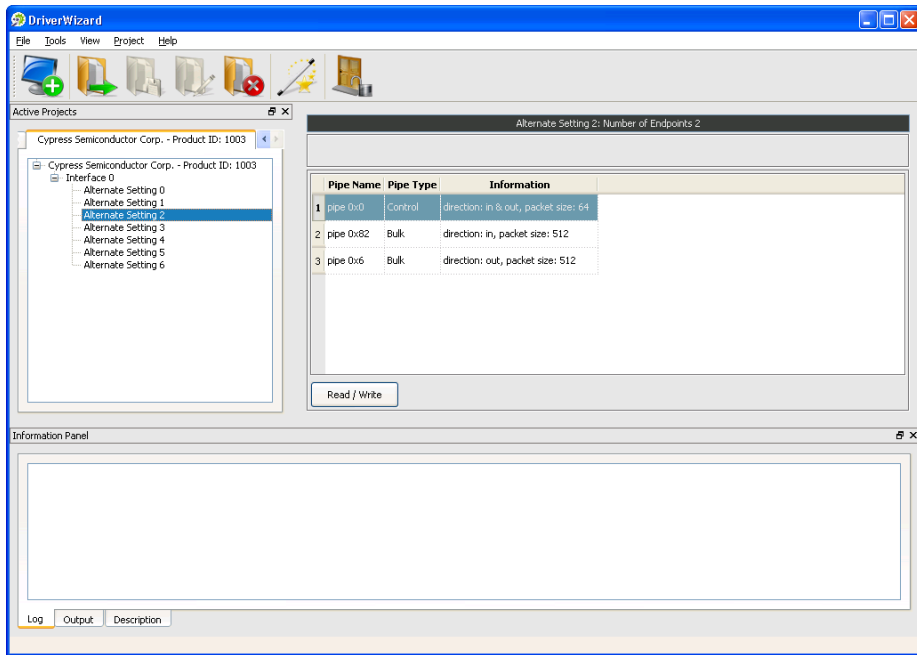 DriverWizard
File Tools View Project Help
Active Projects
Cypress Semiconductor Corp. - Product ID: 1003
Cypress Semiconductor Corp. - Product ID: 1003
Interface 0
Alternate Setting 0
Alternate Setting 1
Alternate Setting 2
Alternate Setting 3
Alternate Setting 4
Alternate Setting 5
Alternate Setting 6
Alternate Setting 2: Number of Endpoints 2
Pipe Name Pipe Type Information
1 pipe 0x0 Control direction: in & out, packet size: 64
2 pipe 0x82 Bulk direction: in, packet size: 512
3 pipe 0x6 Bulk direction: out, packet size: 512
Read / Write
Information Panel
Log Output Description